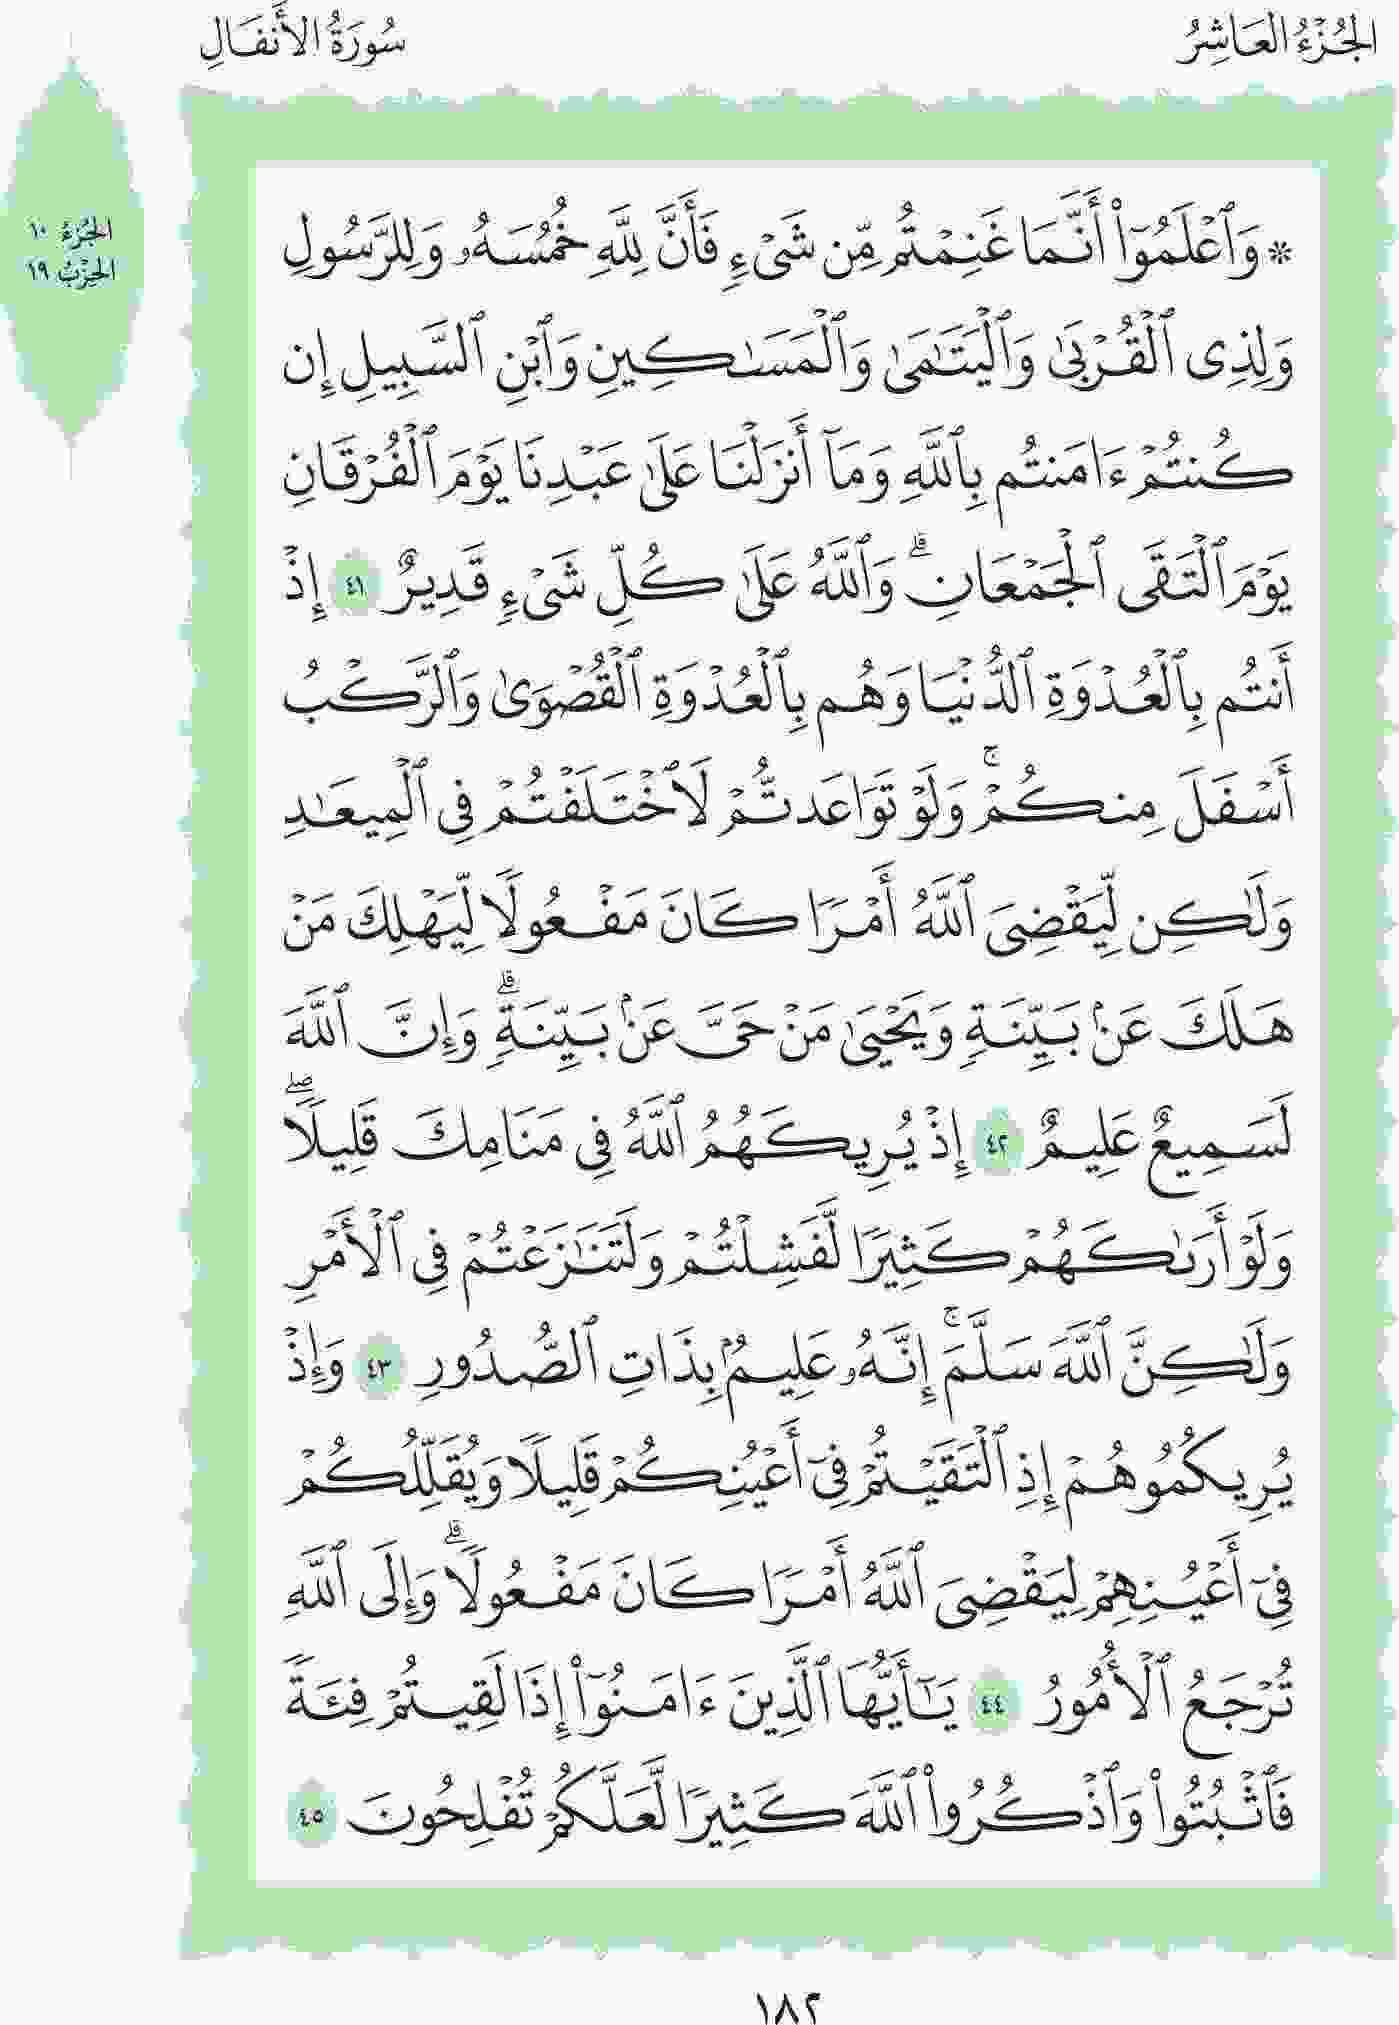 الجُزْءُ العَاشِرُ
سُورَةُ الأَنفَالِ
الجُزءُ ١٠
الحِزْبُ ١٩
۞ وَٱعۡلَمُوٓاْ أَنَّمَا غَنِمۡتُم مِّن شَيۡءٖ فَأَنَّ لِلَّهِ خُمُسَهُۥ وَلِلرَّسُولِ
وَلِذِي ٱلۡقُرۡبَىٰ وَٱلۡيَتَٰمَىٰ وَٱلۡمَسَٰكِينِ وَٱبۡنِ ٱلسَّبِيلِ إِن
كُنتُمۡ ءَامَنتُم بِٱللَّهِ وَمَآ أَنزَلۡنَا عَلَىٰ عَبۡدِنَا يَوۡمَ ٱلۡفُرۡقَانِ
يَوۡمَ ٱلۡتَقَى ٱلۡجَمۡعَانِۗ وَٱللَّهُ عَلَىٰ كُلِّ شَيۡءٖ قَدِيرٌ ٤١ إِذۡ
أَنتُم بِٱلۡعُدۡوَةِ ٱلدُّنۡيَا وَهُم بِٱلۡعُدۡوَةِ ٱلۡقُصۡوَىٰ وَٱلرَّكۡبُ
أَسۡفَلَ مِنكُمۡۚ وَلَوۡ تَوَاعَدتُّمۡ لَٱخۡتَلَفۡتُمۡ فِي ٱلۡمِيعَٰدِ
وَلَٰكِن لِّيَقۡضِيَ ٱللَّهُ أَمۡرٗا كَانَ مَفۡعُولٗا لِّيَهۡلِكَ مَنۡ
هَلَكَ عَنۢ بَيِّنَةٖ وَيَحۡيَىٰ مَنۡ حَيَّ عَنۢ بَيِّنَةٖۗ وَإِنَّ ٱللَّهَ
لَسَمِيعٌ عَلِيمٌ ٤٢ إِذۡ يُرِيكَهُمُ ٱللَّهُ فِي مَنَامِكَ قَلِيلٗاۖ
وَلَوۡ أَرَىٰكَهُمۡ كَثِيرٗا لَّفَشِلۡتُمۡ وَلَتَنَٰزَعۡتُمۡ فِي ٱلۡأَمۡرِ
وَلَٰكِنَّ ٱللَّهَ سَلَّمَۚ إِنَّهُۥ عَلِيمُۢ بِذَاتِ ٱلصُّدُورِ ٤٣ وَإِذۡ
يُرِيكُمُوهُمۡ إِذِ ٱلۡتَقَيۡتُمۡ فِيٓ أَعۡيُنِكُمۡ قَلِيلٗا وَيُقَلِّلُكُمۡ
فِيٓ أَعۡيُنِهِمۡ لِيَقۡضِيَ ٱللَّهُ أَمۡرٗا كَانَ مَفۡعُولٗاۗ وَإِلَى ٱللَّهِ
تُرۡجَعُ ٱلۡأُمُورُ ٤٤ يَٰٓأَيُّهَا ٱلَّذِينَ ءَامَنُوٓاْ إِذَا لَقِيتُمۡ فِئَةٗ
فَٱثۡبُتُواْ وَٱذۡكُرُواْ ٱللَّهَ كَثِيرٗا لَّعَلَّكُمۡ تُفۡلِحُونَ ٤٥
١٨٢